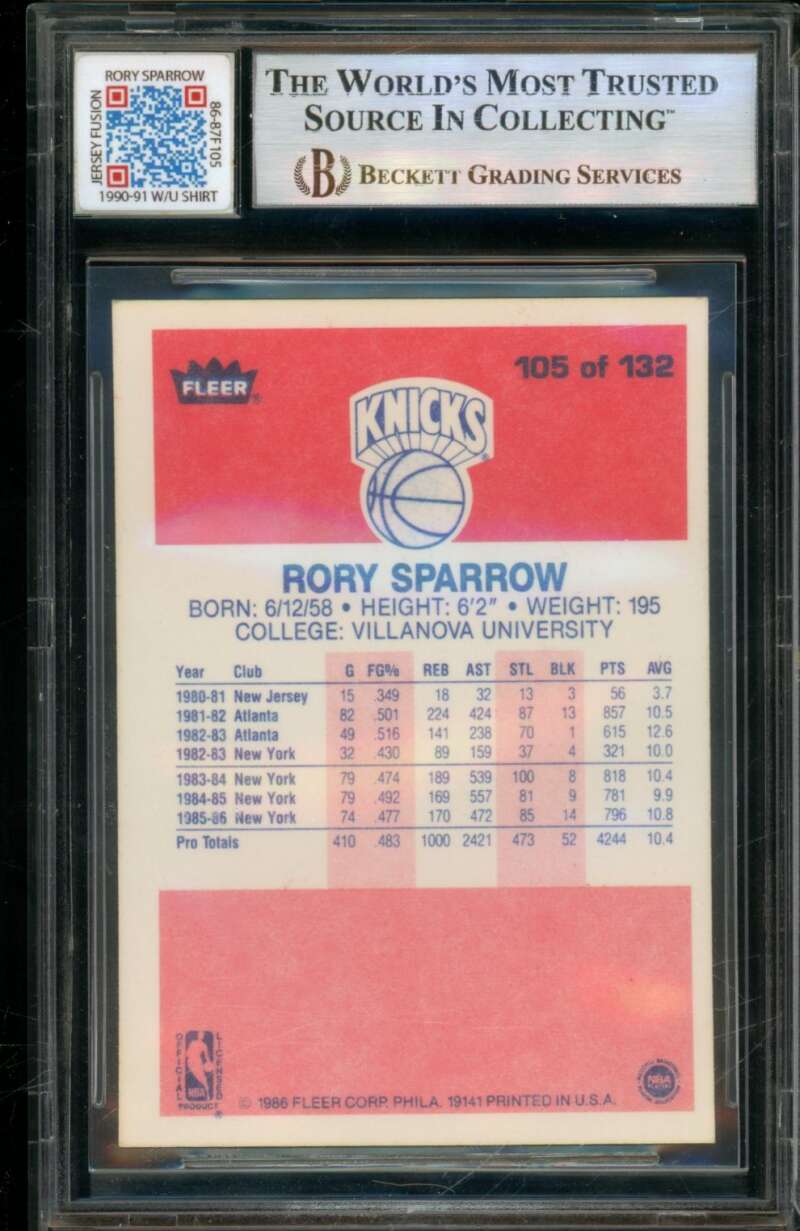 RORY SPARROW
JERSEY FUSION
86-87F 105
1990-91 W/U SHIRT
THE WORLD'S MOST TRUSTED
SOURCE IN COLLECTING™
B BECKETT GRADING SERVICES
FLEER®
105 of 132
KNICKS®
RORY SPARROW
BORN: 6/12/58 • HEIGHT: 6'2" • WEIGHT: 195
COLLEGE: VILLANOVA UNIVERSITY
Year Club G FG% REB AST STL BLK PTS AVG
1980-81 New Jersey 15 .349 18 32 13 3 56 3.7
1981-82 Atlanta 82 .501 224 424 87 13 857 10.5
1982-83 Atlanta 49 .516 141 238 70 1 615 12.6
1982-83 New York 32 .430 89 159 37 4 321 10.0
1983-84 New York 79 .474 189 539 100 8 818 10.4
1984-85 New York 79 .492 169 557 81 9 781 9.9
1985-86 New York 74 .477 170 472 85 14 796 10.8
Pro Totals 410 .483 1000 2421 473 52 4244 10.4
OFFICIAL
LICENSED
NBA
PRODUCT®
© 1986 FLEER CORP. PHILA. 19141 PRINTED IN U.S.A.
NBA